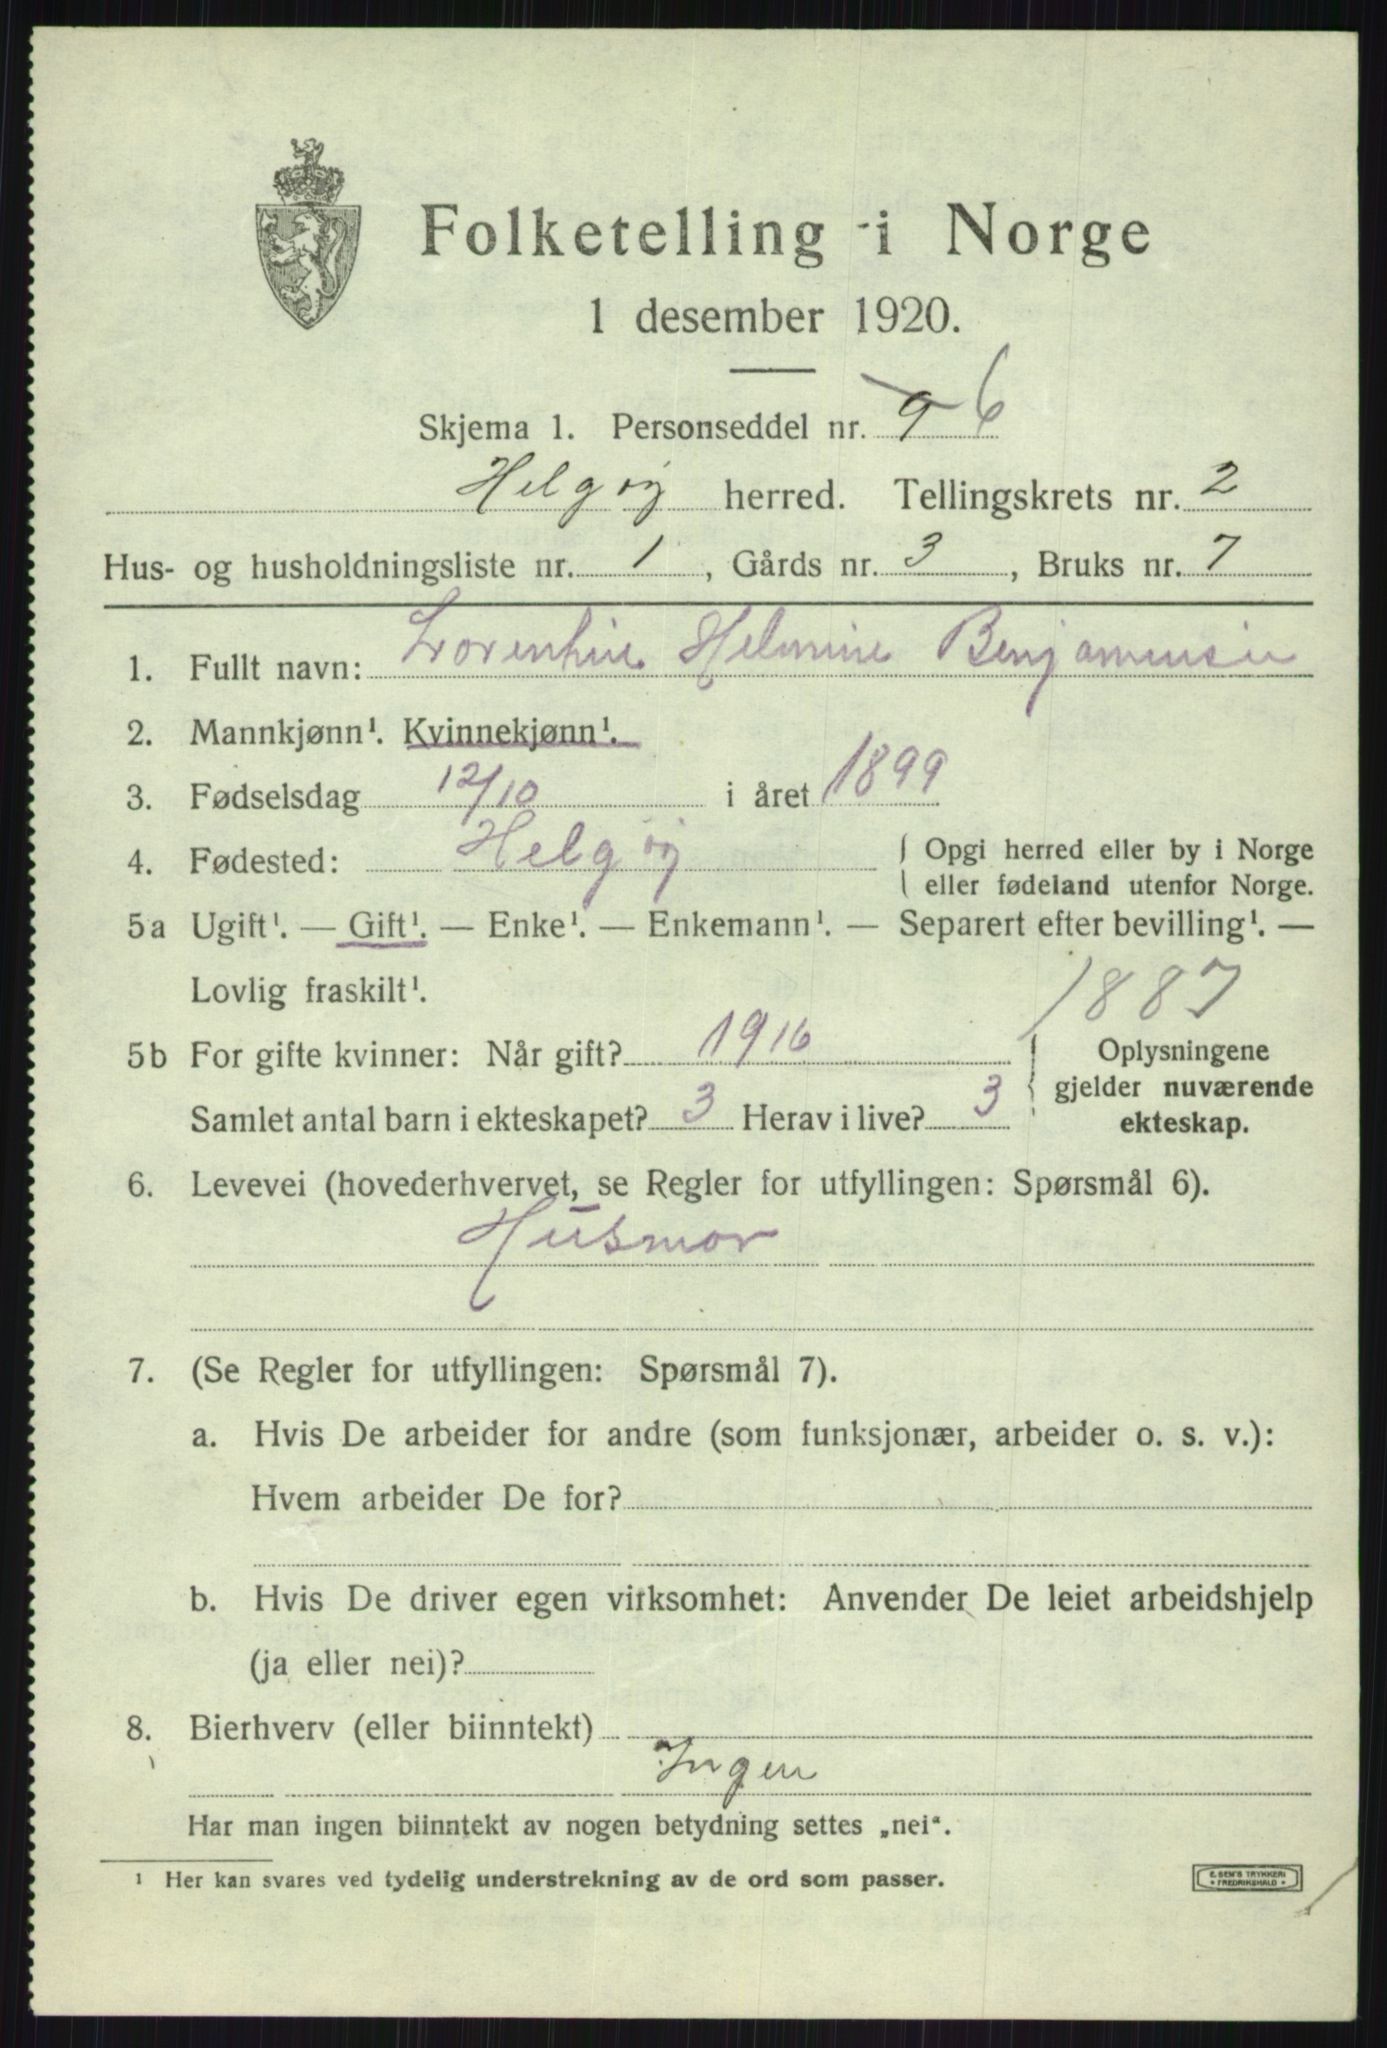 Folketelling i Norge
1 desember 1920.
Skjema 1. Personseddel nr. 9 6
Helgøy herred. Tellingskrets nr. 2
Hus- og husholdningsliste nr. 1, Gårds nr. 3, Bruks nr. 7
1. Fullt navn: Lovenhine Helmine Benjamensen
2. Mannkjønn¹. Kvinnekjønn¹.
3. Fødselsdag 12/10 i året 1899
4. Fødested: Helgøy { Opgi herred eller by i Norge
eller fødeland utenfor Norge.
5a Ugift¹. — Gift¹. — Enke¹. — Enkemann¹. — Separert efter bevilling¹. —
Lovlig fraskilt¹.
1887
5b For gifte kvinner: Når gift? 1916
Samlet antal barn i ekteskapet? 3 Herav i live? 3
{ Oplysningene
gjelder nuværende
ekteskap.
6. Levevei (hovederhvervet, se Regler for utfyllingen: Spørsmål 6).
Husmor
7. (Se Regler for utfyllingen: Spørsmål 7).
a. Hvis De arbeider for andre (som funksjonær, arbeider o. s. v.):
Hvem arbeider De for?
b. Hvis De driver egen virksomhet: Anvender De leiet arbeidshjelp
(ja eller nei)?
8. Bierhverv (eller biinntekt)
Ingen
Har man ingen biinntekt av nogen betydning settes „nei“.
¹ Her kan svares ved tydelig understrekning av de ord som passer.
E. SEM'S TRYKKERI
FREDRIKSHALD